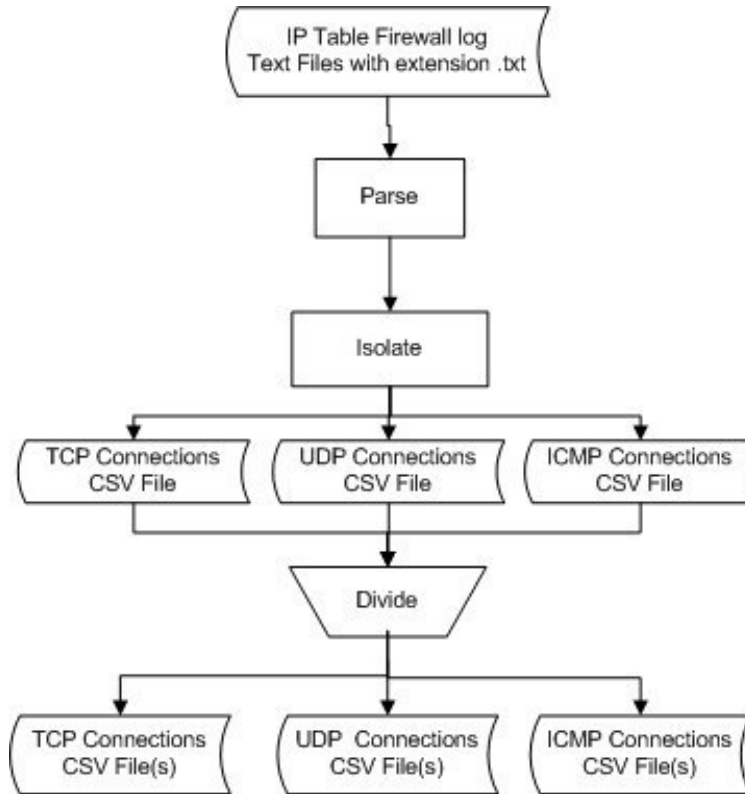 IP Table Firewall log
Text Files with extension .txt
Parse
Isolate
TCP Connections
CSV File
UDP Connections
CSV File
ICMP Connections
CSV File
Divide
TCP Connections
CSV File(s)
UDP Connections
CSV File(s)
ICMP Connections
CSV File(s)